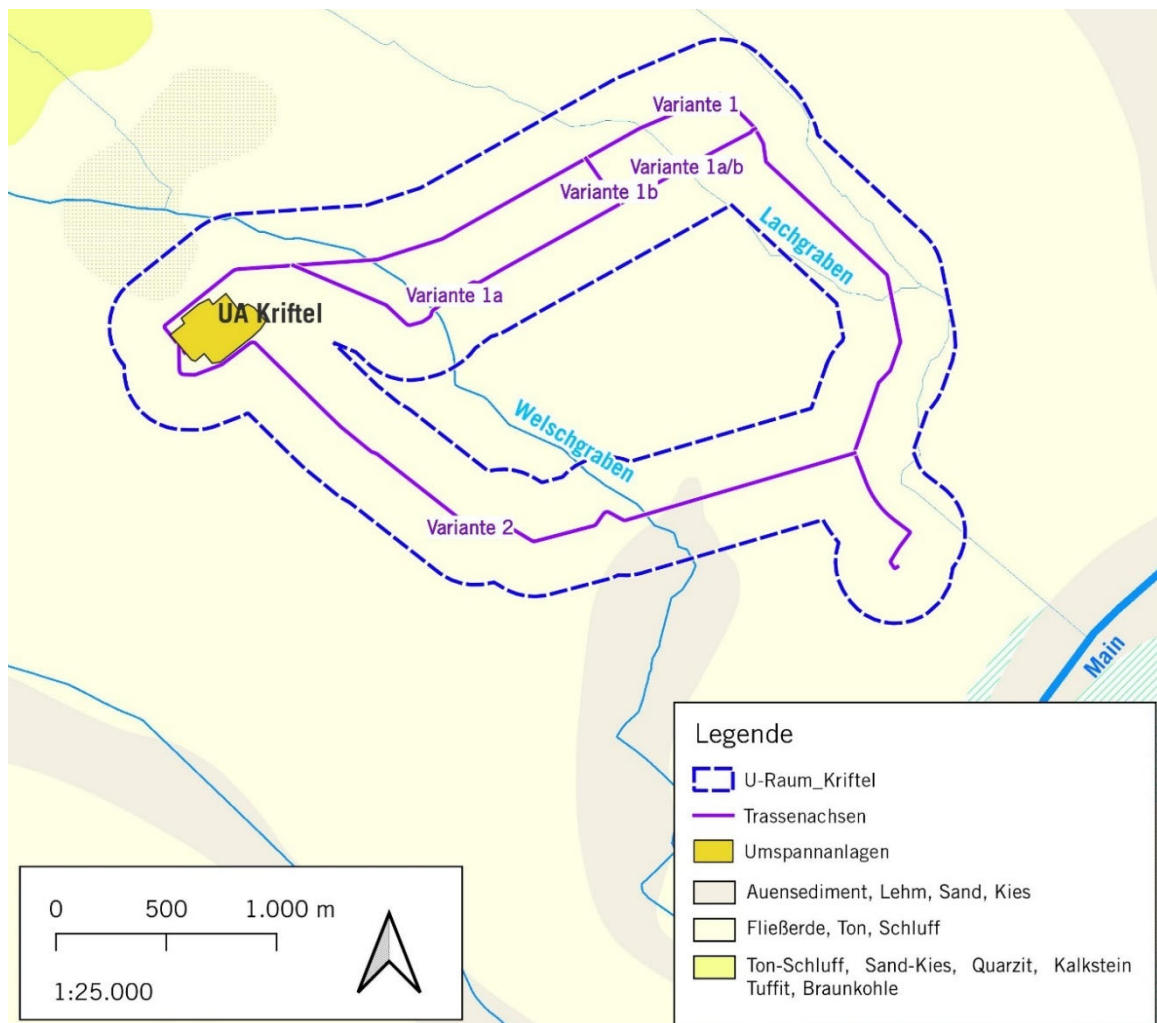 Variante 1
Variante 1a/b
Variante 1b
Lachgraben
Variante 1a
UA Kriftel
Welschgraben
Variante 2
Main
Legende
U-Raum_Kriftel
Trassenachsen
Umspannanlagen
Auensediment, Lehm, Sand, Kies
Fließerde, Ton, Schluff
Ton-Schluff, Sand-Kies, Quarzit, Kalkstein
Tuffit, Braunkohle
0 500 1.000 m
1:25.000